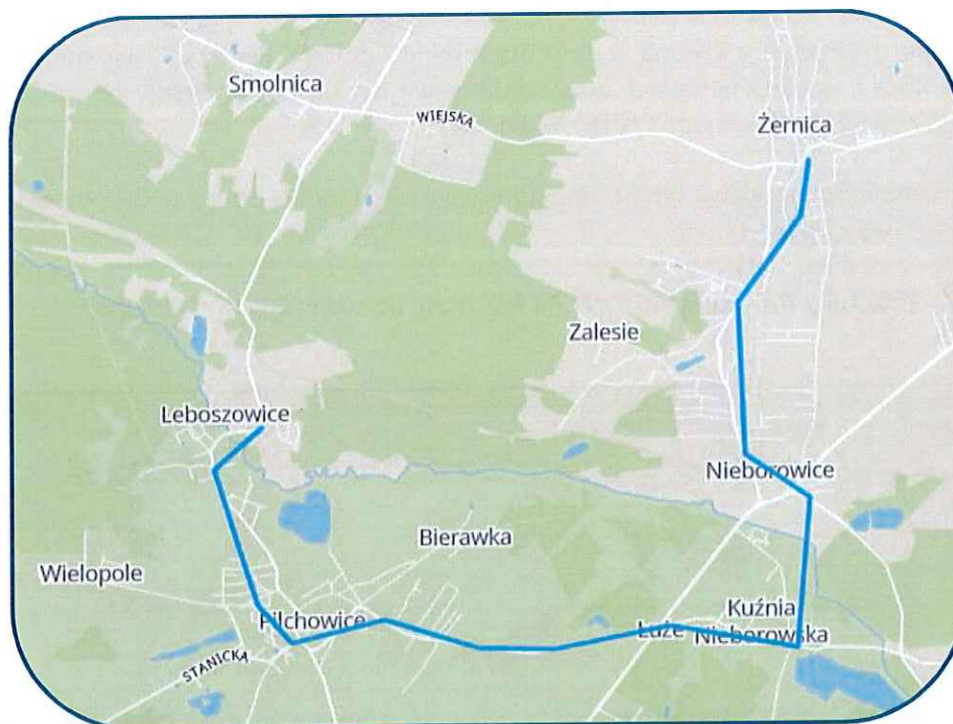 Smolnica
WIEJSKA
Żernica
Zalesie
Leboszowice
Nieborowice
Bierawka
Wielopole
Kuźnia
Nieborowska
Pilchowice
Łuże
STANICKA